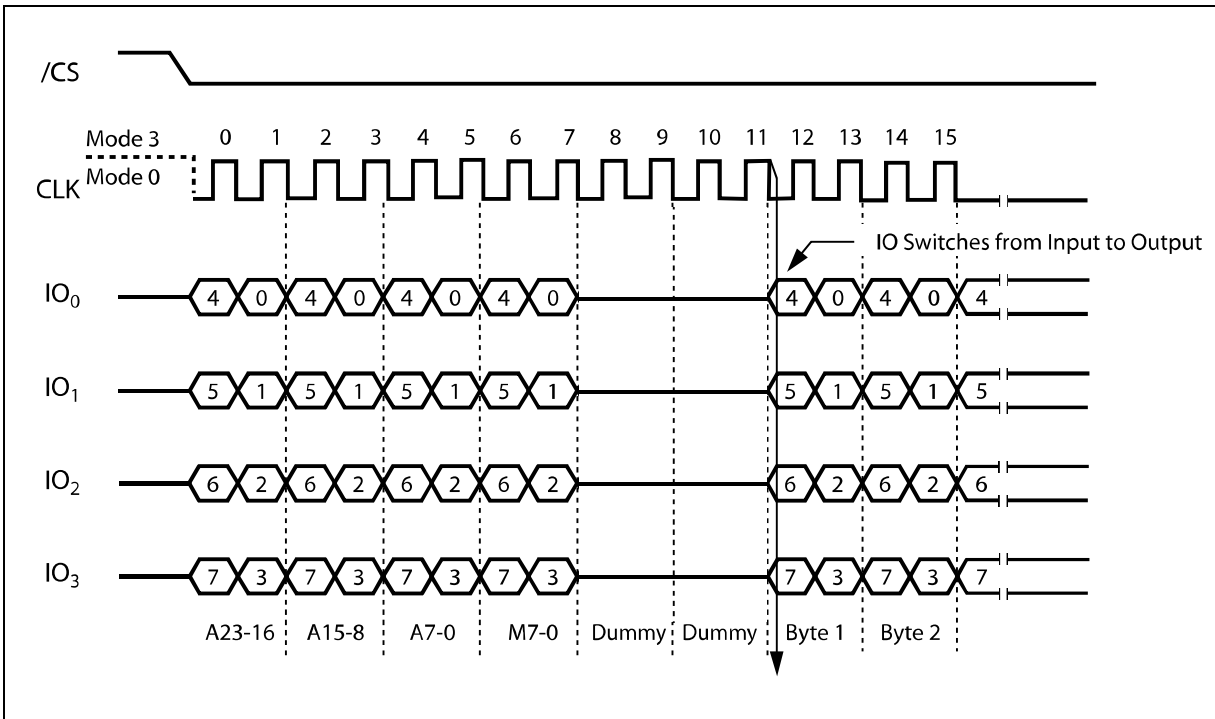 /CS
Mode 3 0 1 2 3 4 5 6 7 8 9 10 11 12 13 14 15
CLK Mode 0
IO Switches from Input to Output
IO0 4 0 4 0 4 0 4 0 4 0 4 0 4
IO1 5 1 5 1 5 1 5 1 5 1 5 1 5
IO2 6 2 6 2 6 2 6 2 6 2 6 2 6
IO3 7 3 7 3 7 3 7 3 7 3 7 3 7
A23-16 A15-8 A7-0 M7-0 Dummy Dummy Byte 1 Byte 2